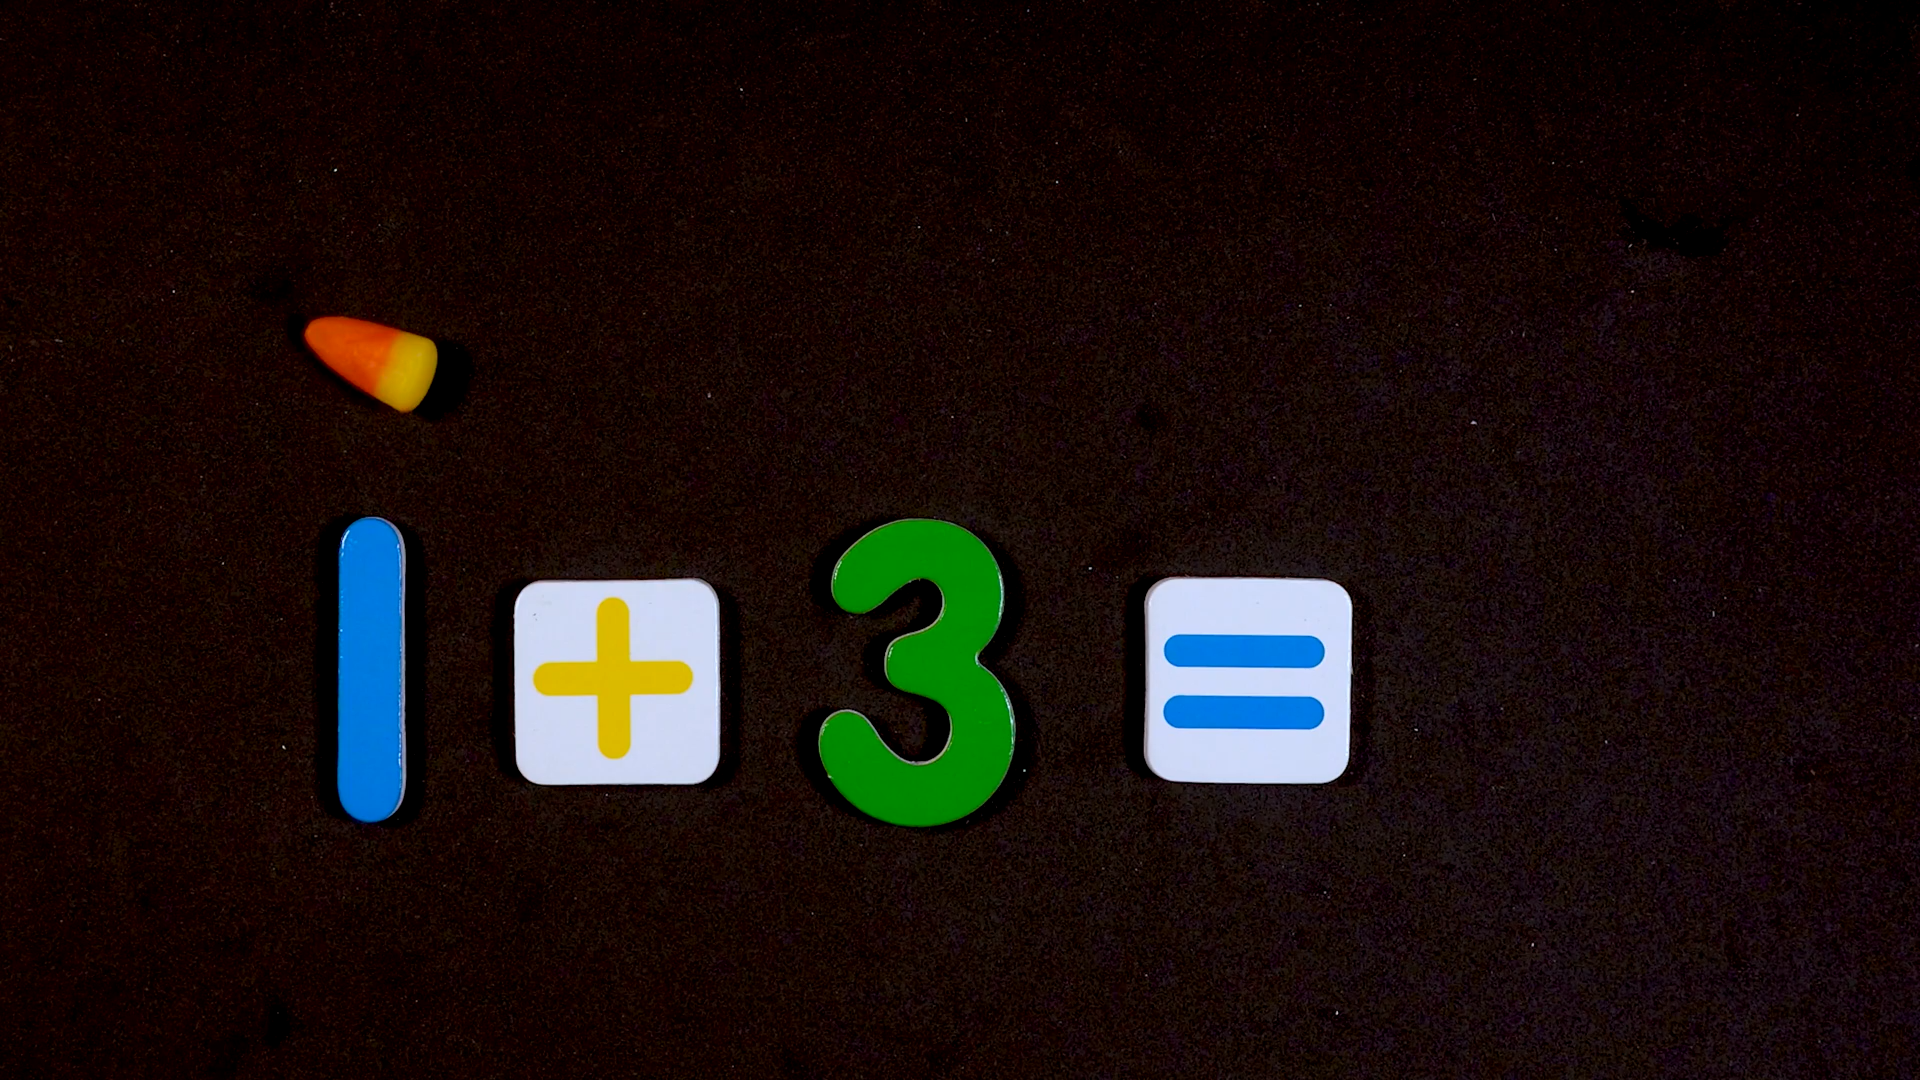 1 + 3 =